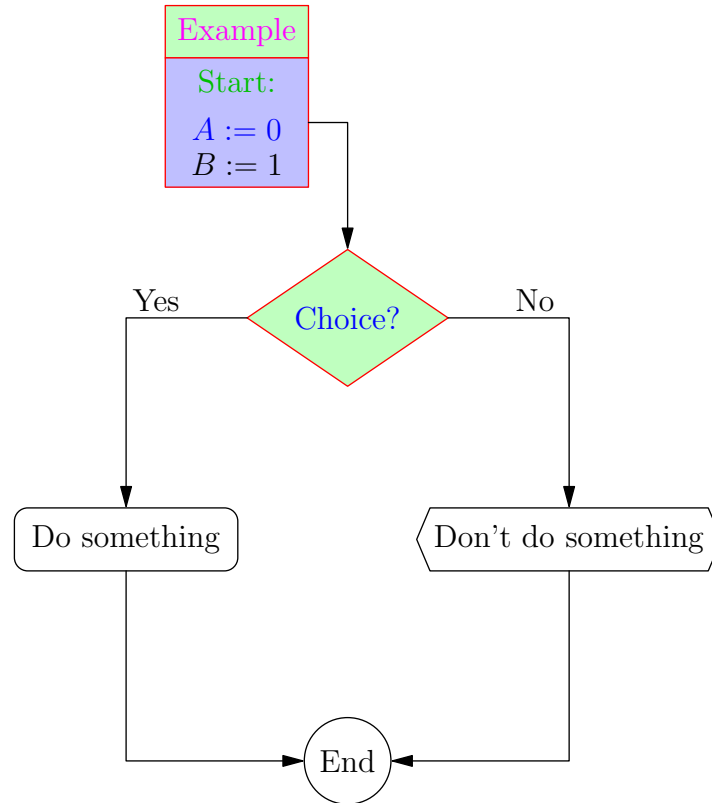 Example
Start:
A := 0
B := 1
Choice?
Yes
No
Do something
Don't do something
End